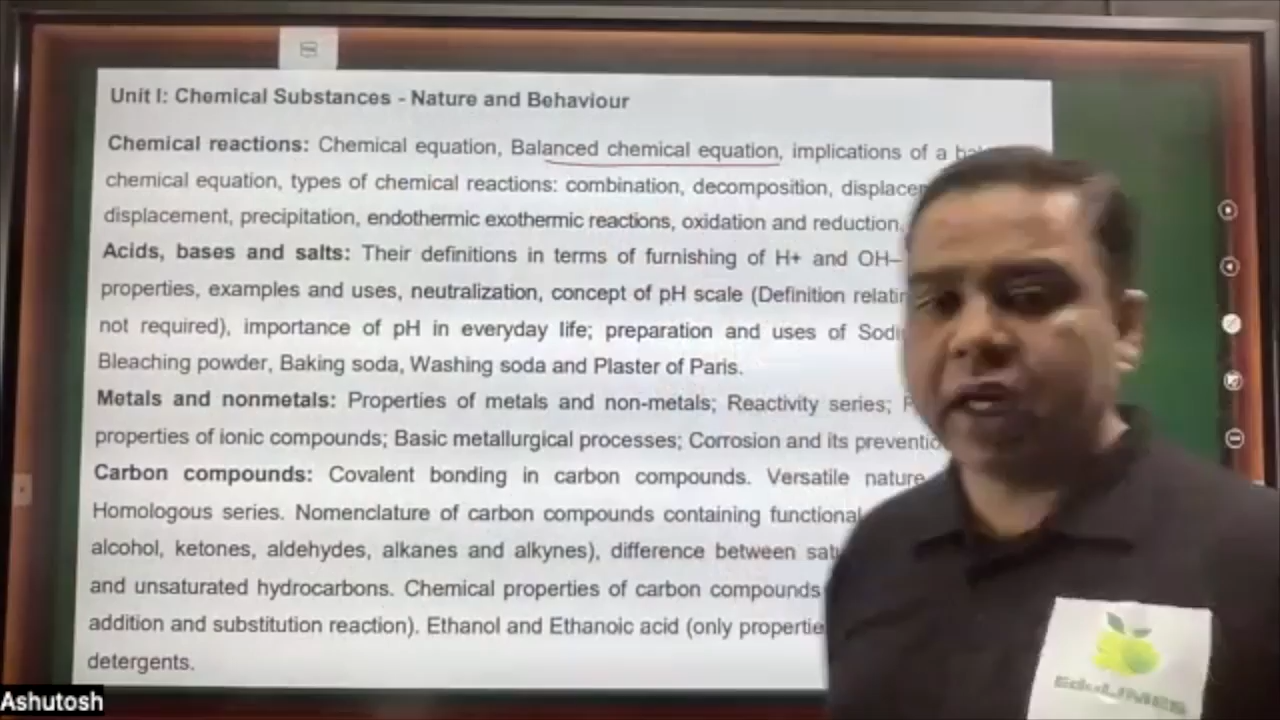 Unit I: Chemical Substances - Nature and Behaviour
Chemical reactions: Chemical equation, Balanced chemical equation, implications of a
chemical equation, types of chemical reactions: combination, decomposition,
displacement, precipitation, endothermic exothermic reactions, oxidation and reduction.
Acids, bases and salts: Their definitions in terms of furnishing of H+ and OH–
properties, examples and uses, neutralization, concept of pH scale (Definition
not required), importance of pH in everyday life; preparation and uses of
Bleaching powder, Baking soda, Washing soda and Plaster of Paris.
Metals and nonmetals: Properties of metals and non-metals; Reactivity series;
properties of ionic compounds; Basic metallurgical processes; Corrosion and its
Carbon compounds: Covalent bonding in carbon compounds. Versatile nature
Homologous series. Nomenclature of carbon compounds containing functional
alcohol, ketones, aldehydes, alkanes and alkynes), difference between
and unsaturated hydrocarbons. Chemical properties of carbon compounds
addition and substitution reaction). Ethanol and Ethanoic acid (only
detergents.
EduLIMES
Ashutosh